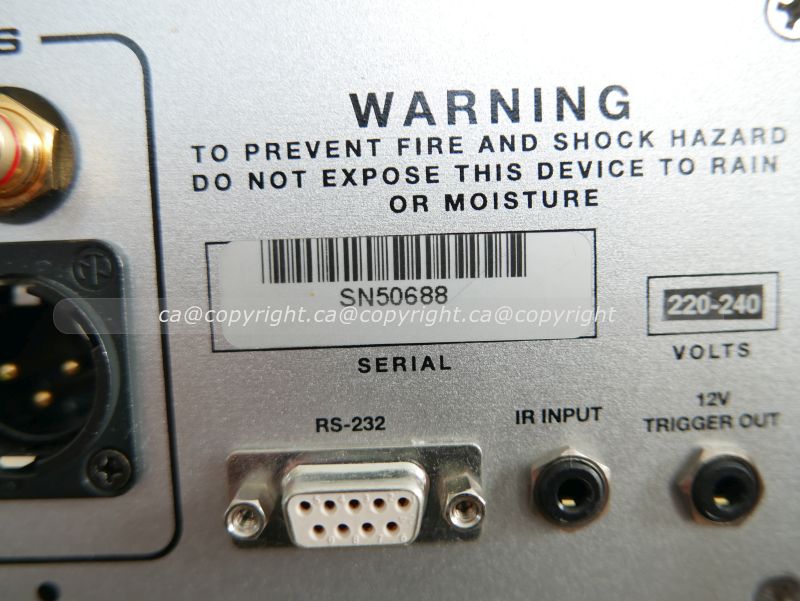 S
WARNING
TO PREVENT FIRE AND SHOCK HAZARD
DO NOT EXPOSE THIS DEVICE TO RAIN
OR MOISTURE
SN50688
ca@copyright.ca@copyright.ca@copyright
SERIAL
220-240
VOLTS
RS-232
IR INPUT
12V
TRIGGER OUT